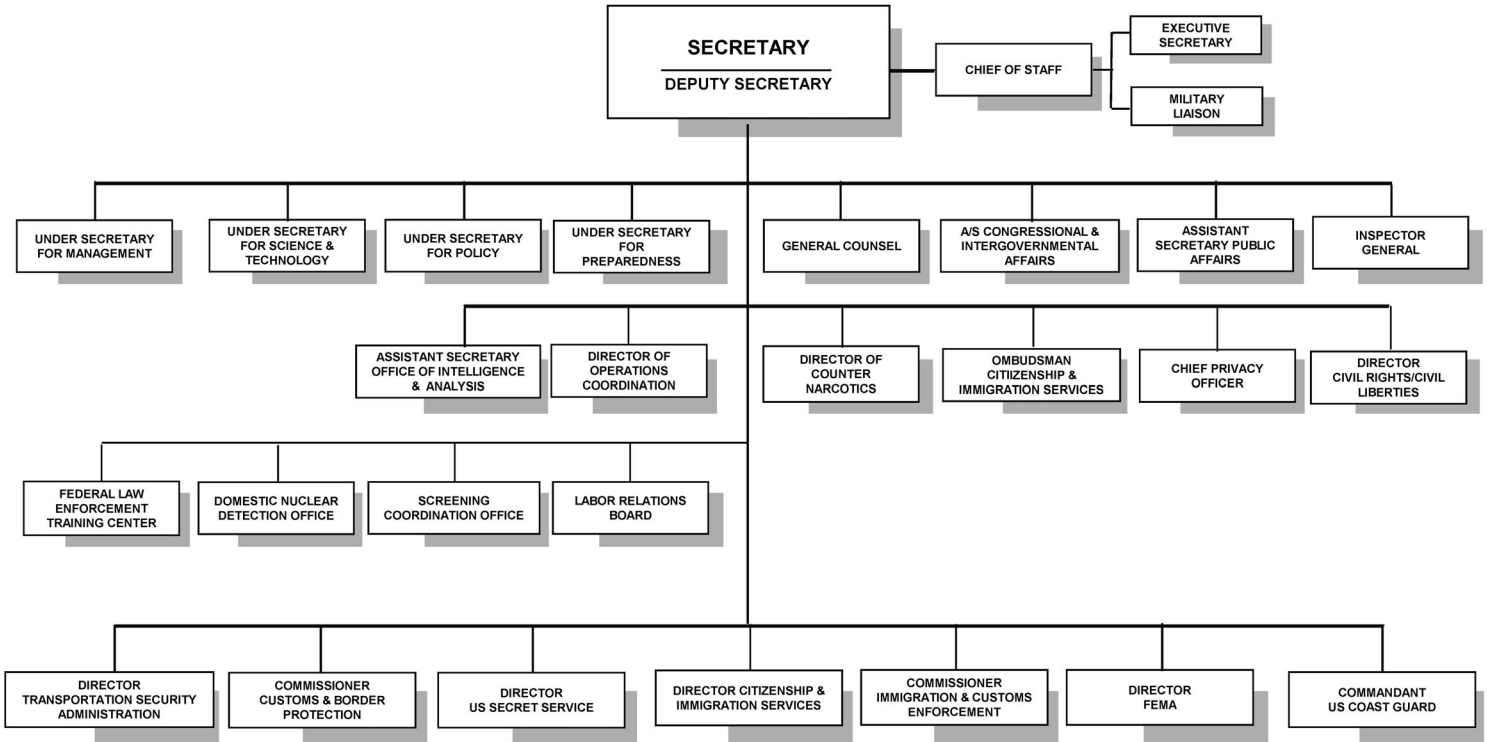 SECRETARY
DEPUTY SECRETARY
CHIEF OF STAFF
EXECUTIVE
SECRETARY
MILITARY
LIAISON
UNDER SECRETARY
FOR MANAGEMENT
UNDER SECRETARY
FOR SCIENCE &
TECHNOLOGY
UNDER SECRETARY
FOR POLICY
UNDER SECRETARY
FOR
PREPAREDNESS
GENERAL COUNSEL
A/S CONGRESSIONAL &
INTERGOVERNMENTAL
AFFAIRS
ASSISTANT
SECRETARY PUBLIC
AFFAIRS
INSPECTOR
GENERAL
ASSISTANT SECRETARY
OFFICE OF INTELLIGENCE
& ANALYSIS
DIRECTOR OF
OPERATIONS
COORDINATION
DIRECTOR OF
COUNTER
NARCOTICS
OMBUDSMAN
CITIIZENSHIP &
IMMIGRATION SERVICES
CHIEF PRIVACY
OFFICER
DIRECTOR
CIVIL RIGHTS/CIVIL
LIBERTIES
FEDERAL LAW
ENFORCEMENT
TRAINING CENTER
DOMESTIC NUCLEAR
DETECTION OFFICE
SCREENING
COORDINATION OFFICE
LABOR RELATIONS
BOARD
DIRECTOR
TRANSPORTATION SECURITY
ADMINISTRATION
COMMISSIONER
CUSTOMS & BORDER
PROTECTION
DIRECTOR
US SECRET SERVICE
DIRECTOR CITIZENSHIP &
IMMIGRATION SERVICES
COMMISSIONER
IMMIGRATION & CUSTOMS
ENFORCEMENT
DIRECTOR
FEMA
COMMANDANT
US COAST GUARD